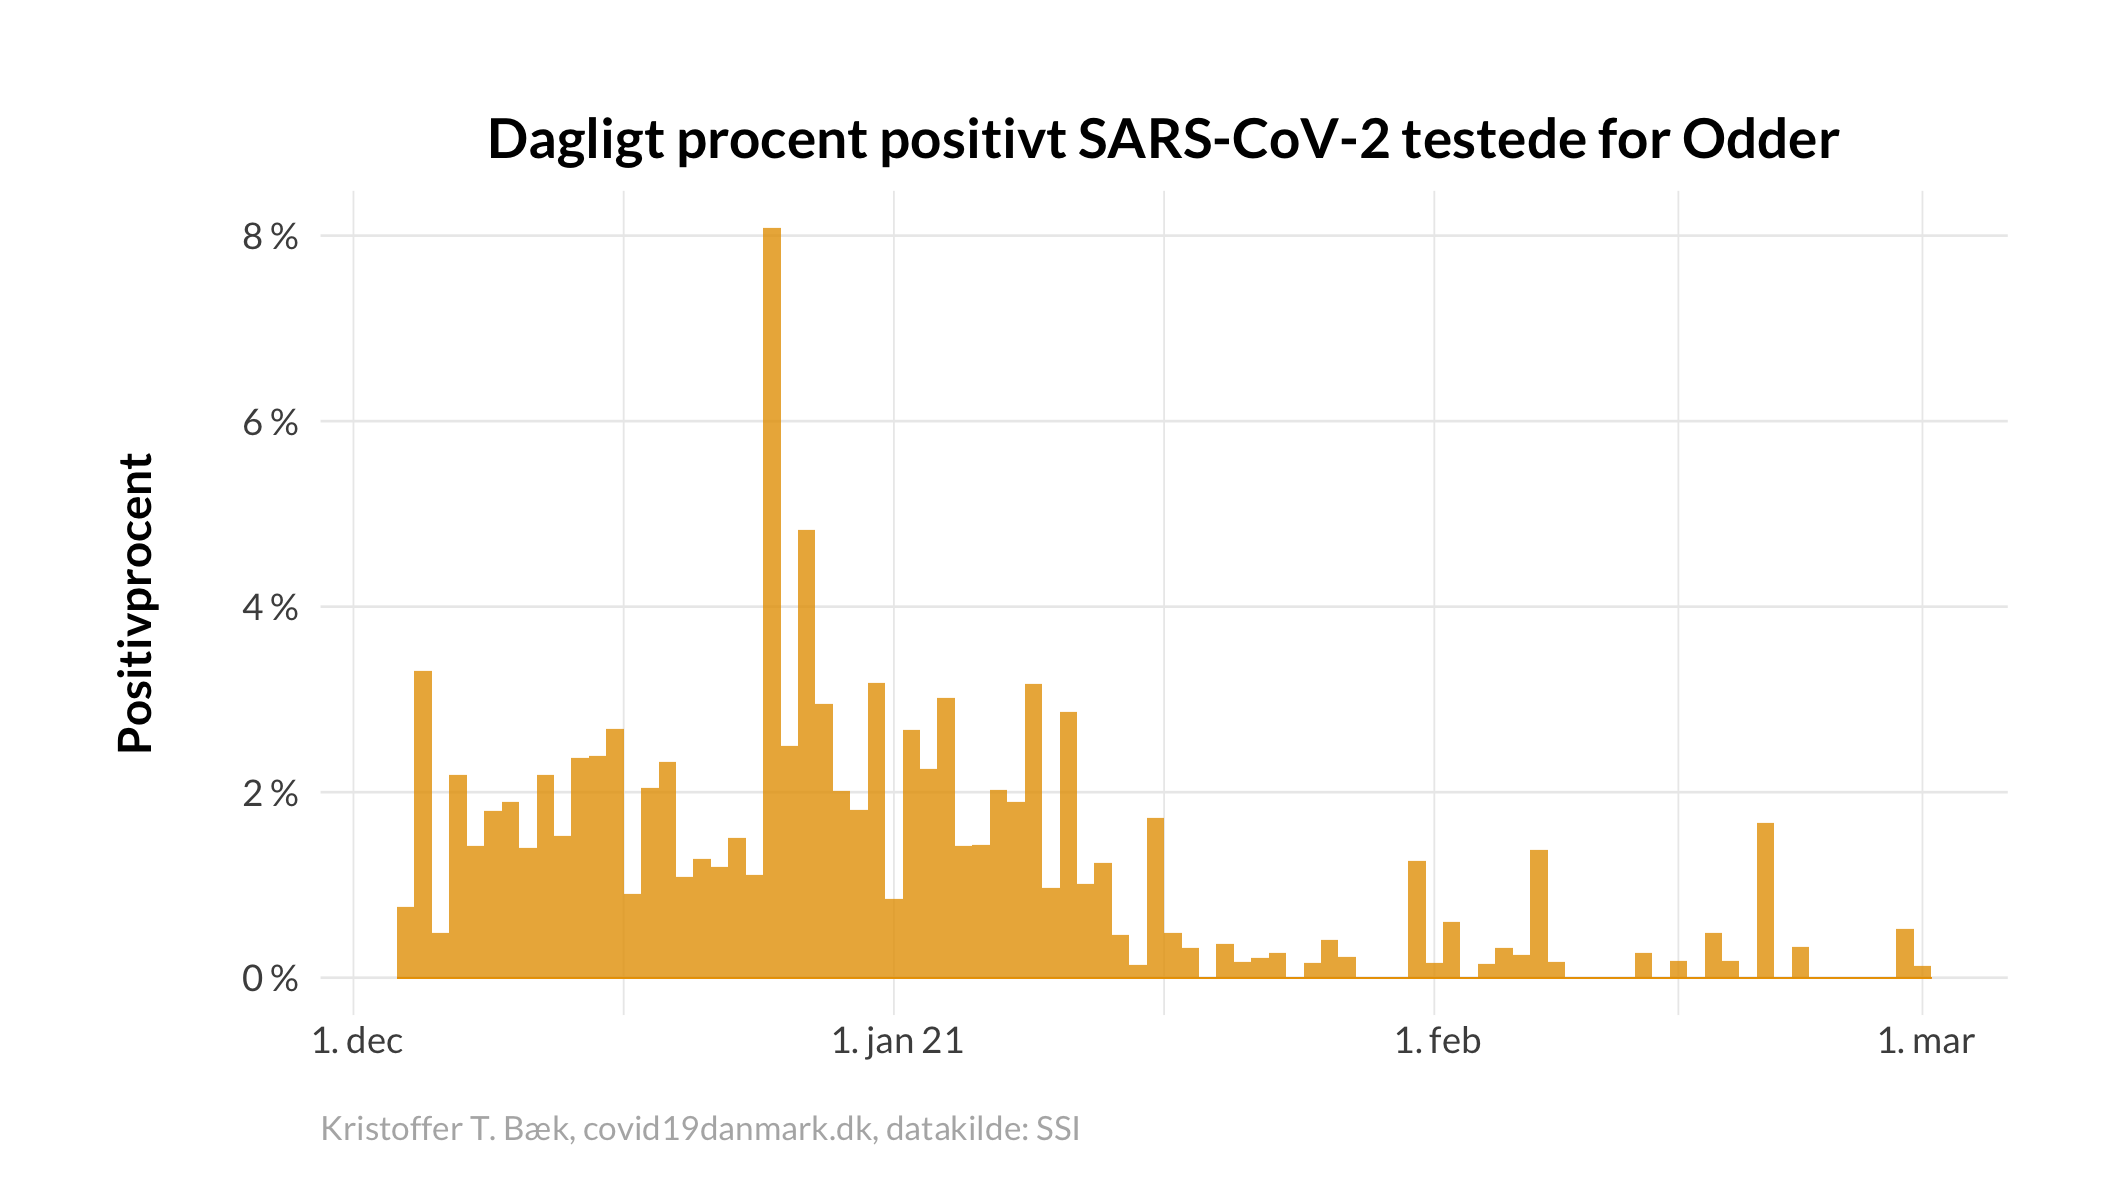 Dagligt procent positivt SARS-CoV-2 testede for Odder
Positivprocent
8 %
6 %
4 %
2 %
0 %
1. dec
1. jan 21
1. feb
1. mar
Kristoffer T. Bæk, covid19danmark.dk, datakilde: SSI